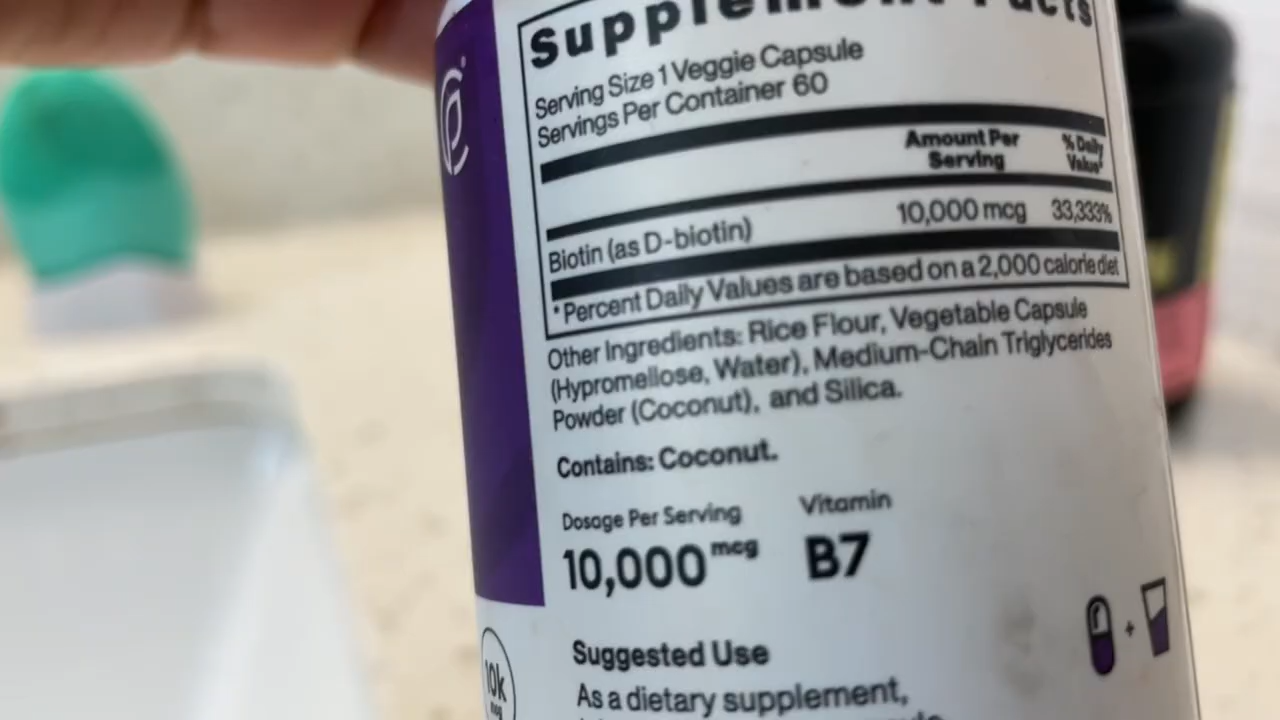 Supplement Facts
Serving Size 1 Veggie Capsule
Servings Per Container 60
Amount Per Serving
% Daily Value*
Biotin (as D-biotin) 10,000 mcg 33,333%
*Percent Daily Values are based on a 2,000 calorie diet
Other Ingredients: Rice Flour, Vegetable Capsule
(Hypromellose, Water), Medium-Chain Triglycerides
Powder (Coconut), and Silica.
Contains: Coconut.
Dosage Per Serving
10,000 mcg
Vitamin
B7
+
10k
mcg
Suggested Use
As a dietary supplement,